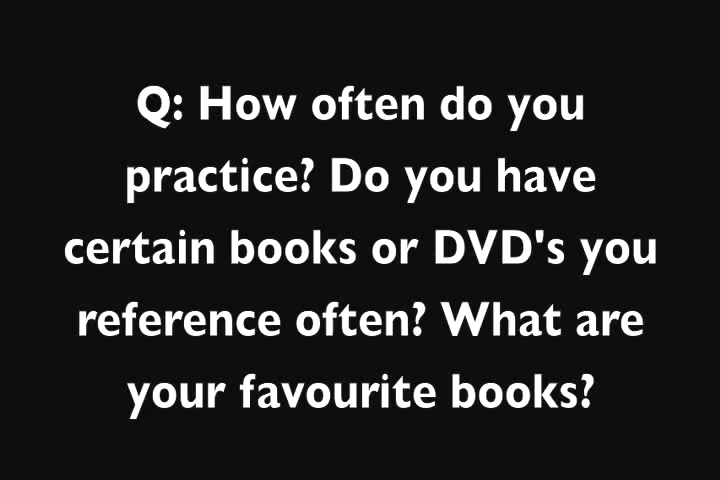 Q: How often do you
practice? Do you have
certain books or DVD's you
reference often? What are
your favourite books?